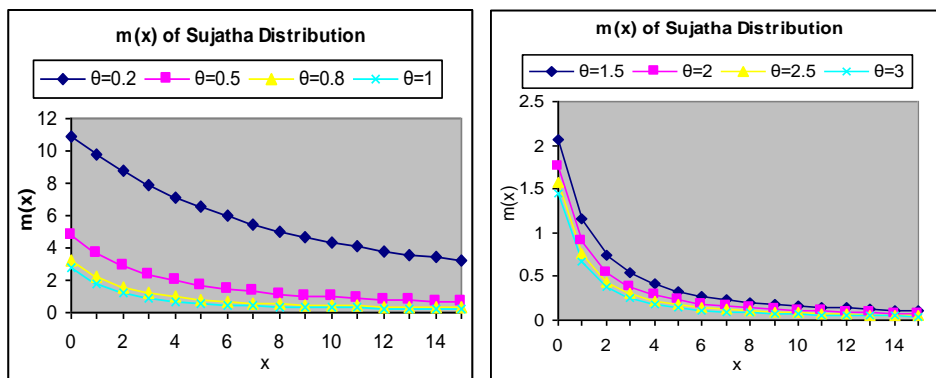 m(x) of Sujatha Distribution
θ=0.2 θ=0.5 θ=0.8 θ=1
12
10
8
6
4
2
0
m(x)
0 2 4 6 8 10 12 14
x
m(x) of Sujatha Distribution
θ=1.5 θ=2 θ=2.5 θ=3
2.5
2
1.5
1
0.5
0
m(x)
0 2 4 6 8 10 12 14
x